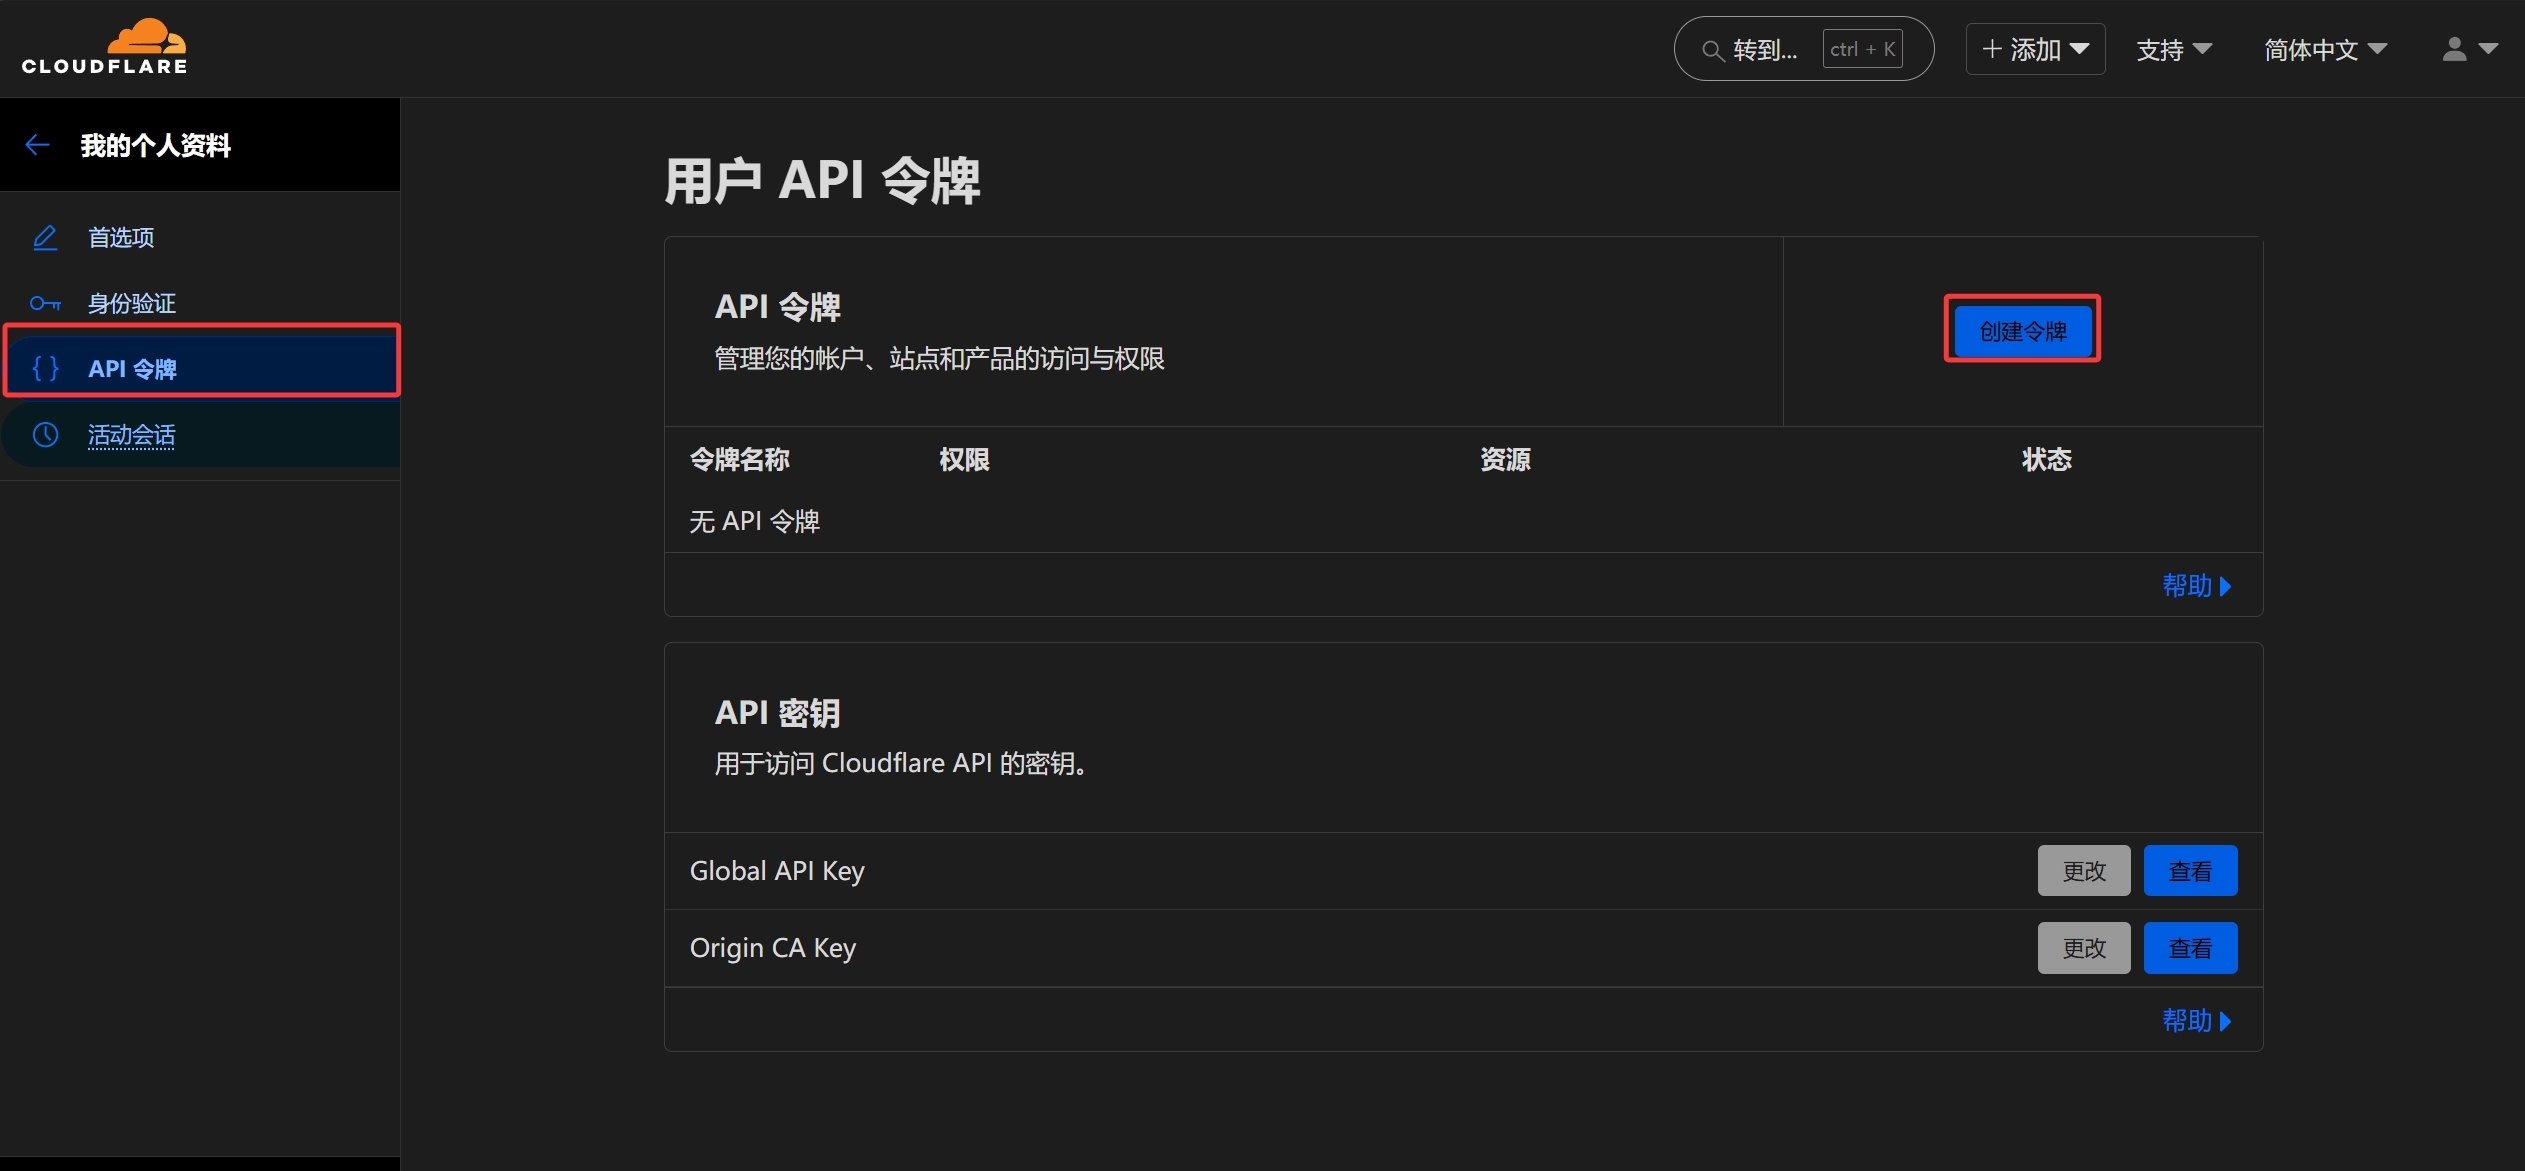 CLOUDFLARE
转到... ctrl + K
添加
支持
简体中文
我的个人资料
首选项
身份验证
API 令牌
活动会话
用户 API 令牌
API 令牌
管理您的帐户、站点和产品的访问与权限
创建令牌
令牌名称 权限 资源 状态
无 API 令牌
帮助
API 密钥
用于访问 Cloudflare API 的密钥。
Global API Key 更改 查看
Origin CA Key 更改 查看
帮助